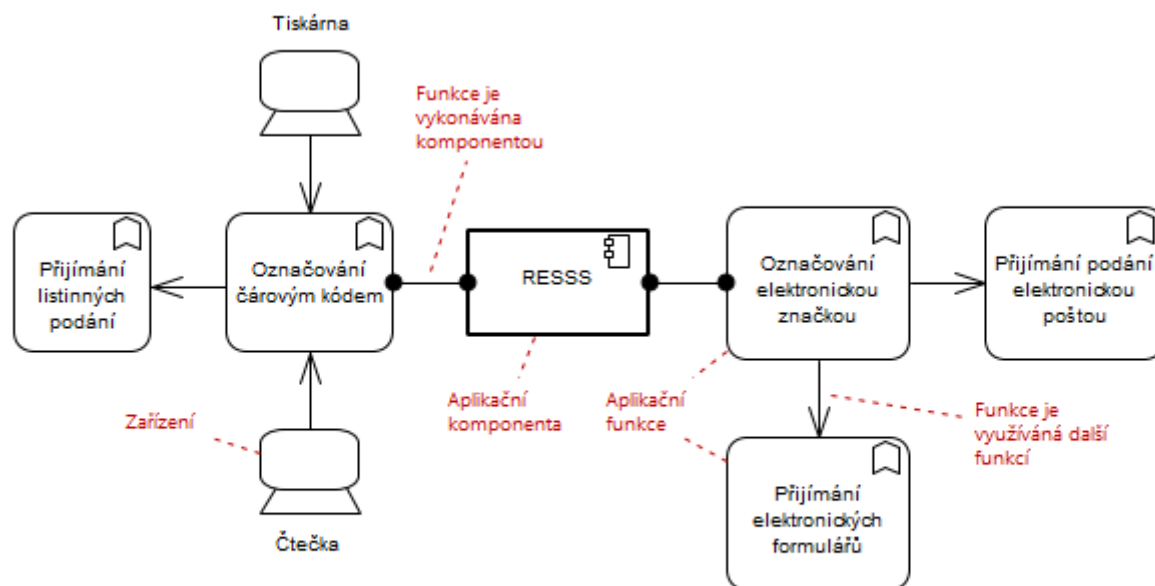 Tiskárna
Funkce je
vykonávána
komponentou
Přijímání
listinných
podání
Označování
čárovým kódem
RESSS
Označování
elektronickou
značkou
Přijímání podání
elektronickou
poštou
Zařízení
Aplikační
komponenta
Aplikační
funkce
Funkce je
využíváná další
funkcí
Čtečka
Přijímání
elektronických
formulářů